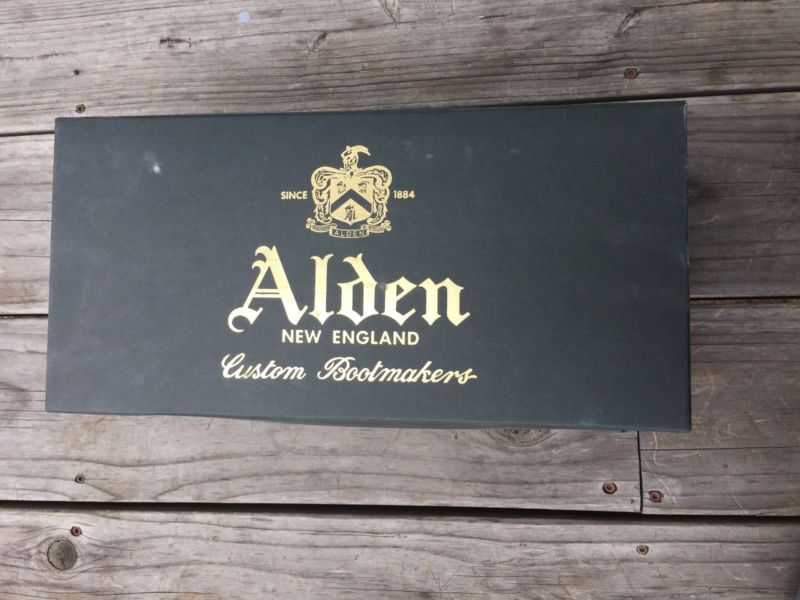 SINCE 1884
ALDEN
Alden
NEW ENGLAND
Custom Bootmakers